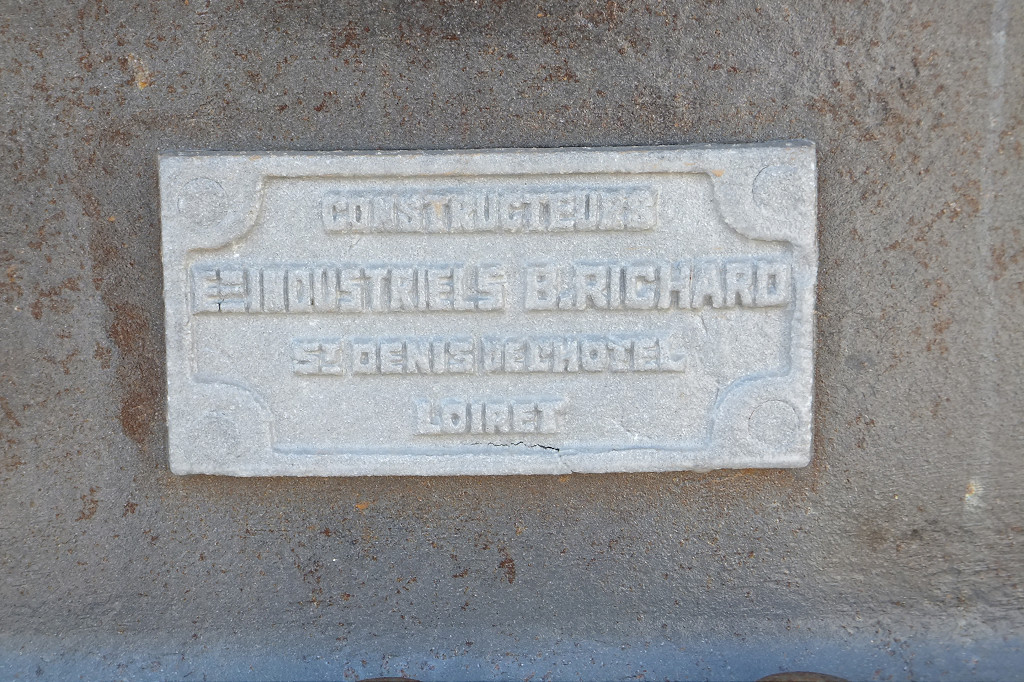 CONSTRUCTEURS
ETS INDUSTRIELS B. RICHARD
ST DENIS DE L'HOTEL
LOIRET